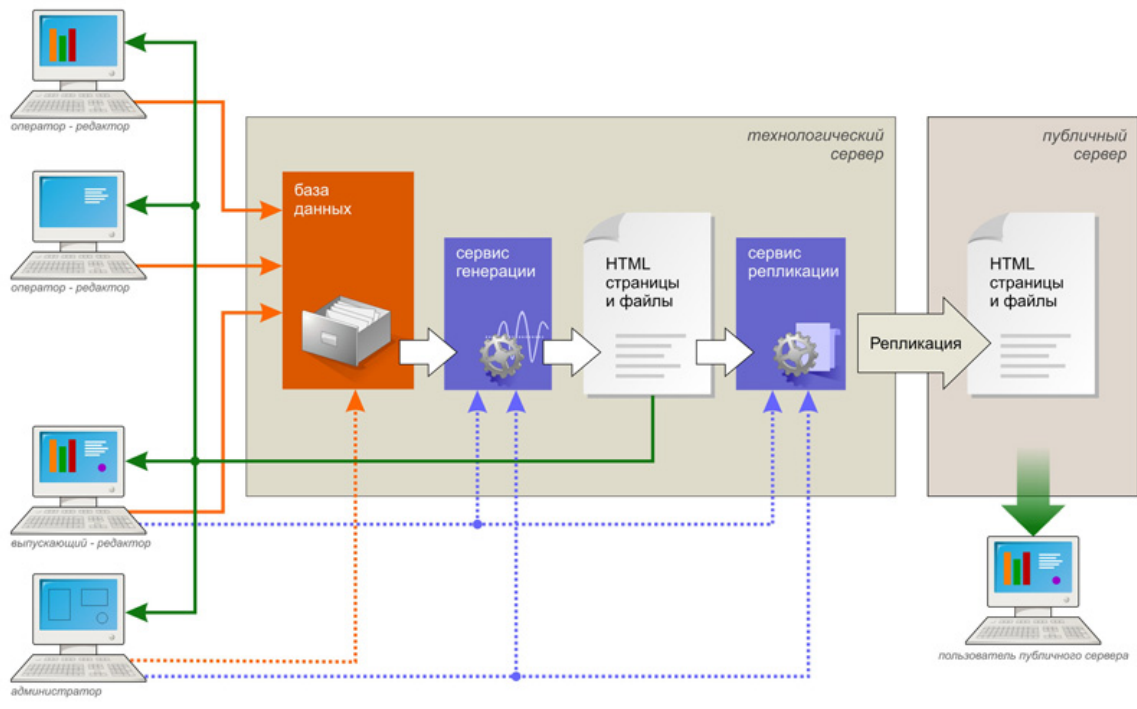 оператор - редактор
оператор - редактор
выпускающий - редактор
администратор
технологический
сервер
база
данных
сервис
генерации
HTML
страницы
и файлы
сервис
репликации
Репликация
публичный
сервер
HTML
страницы
и файлы
пользователь публичного сервера